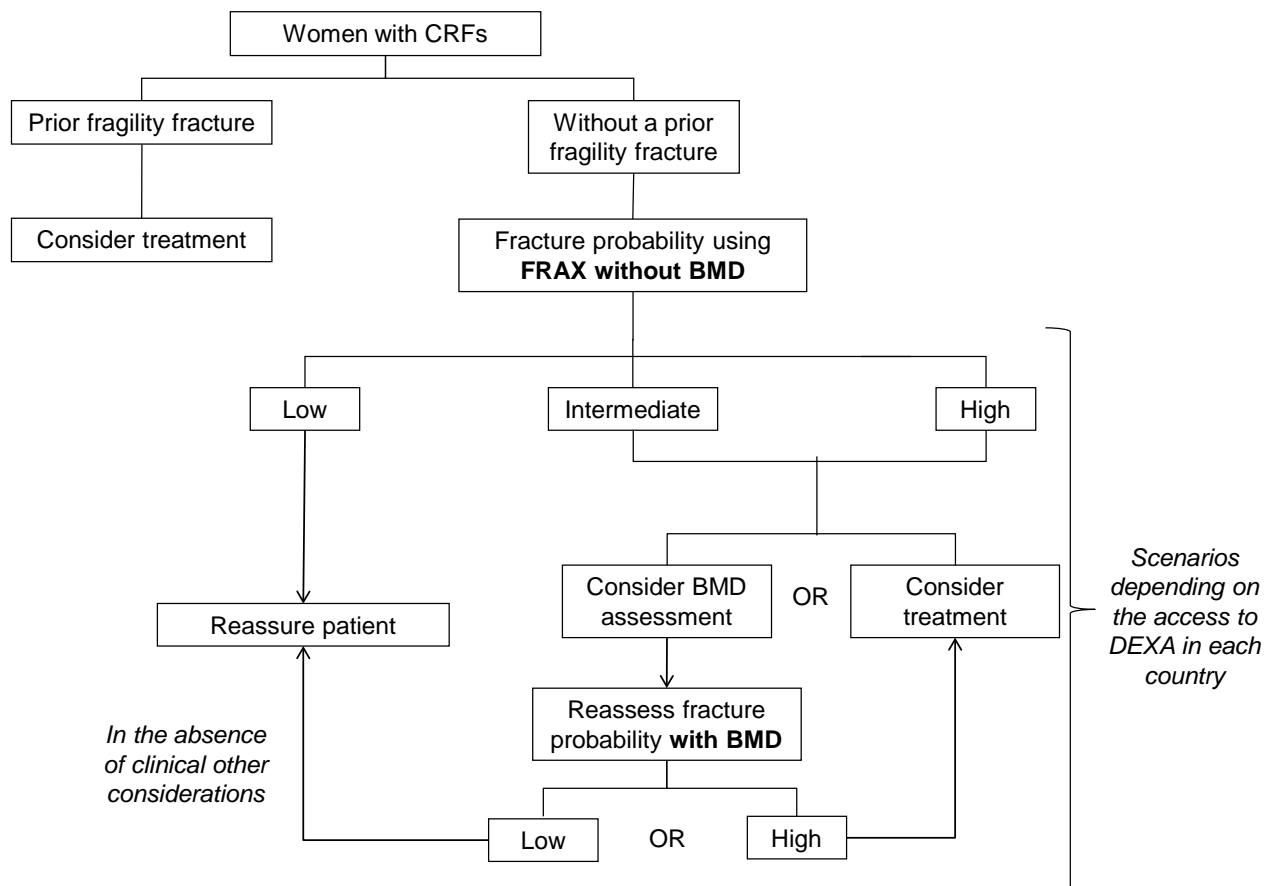 Women with CRFs
Prior fragility fracture
Without a prior
fragility fracture
Consider treatment
Fracture probability using
FRAX without BMD
Low
Intermediate
High
Consider BMD
assessment
OR
Consider
treatment
Scenarios
depending on
the access to
DEXA in each
country
Reassure patient
Reassess fracture
probability with BMD
In the absence
of clinical other
considerations
Low
OR
High